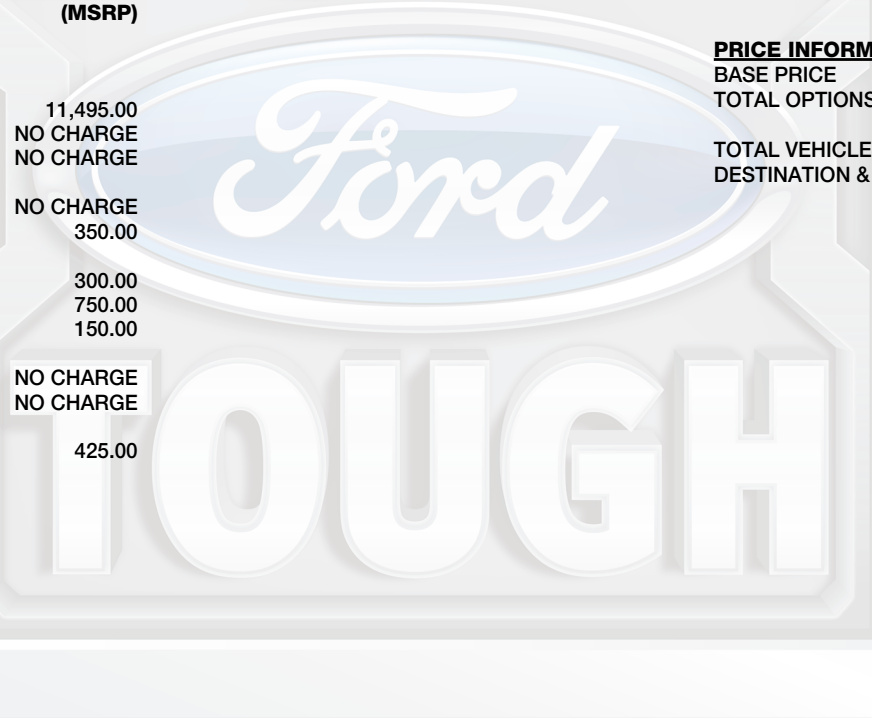 (MSRP)
11,495.00
NO CHARGE
NO CHARGE
NO CHARGE
350.00
300.00
750.00
150.00
NO CHARGE
NO CHARGE
425.00
PRICE INFORM
BASE PRICE
TOTAL OPTIONS
TOTAL VEHICLE
DESTINATION &
Ford
TOUGH